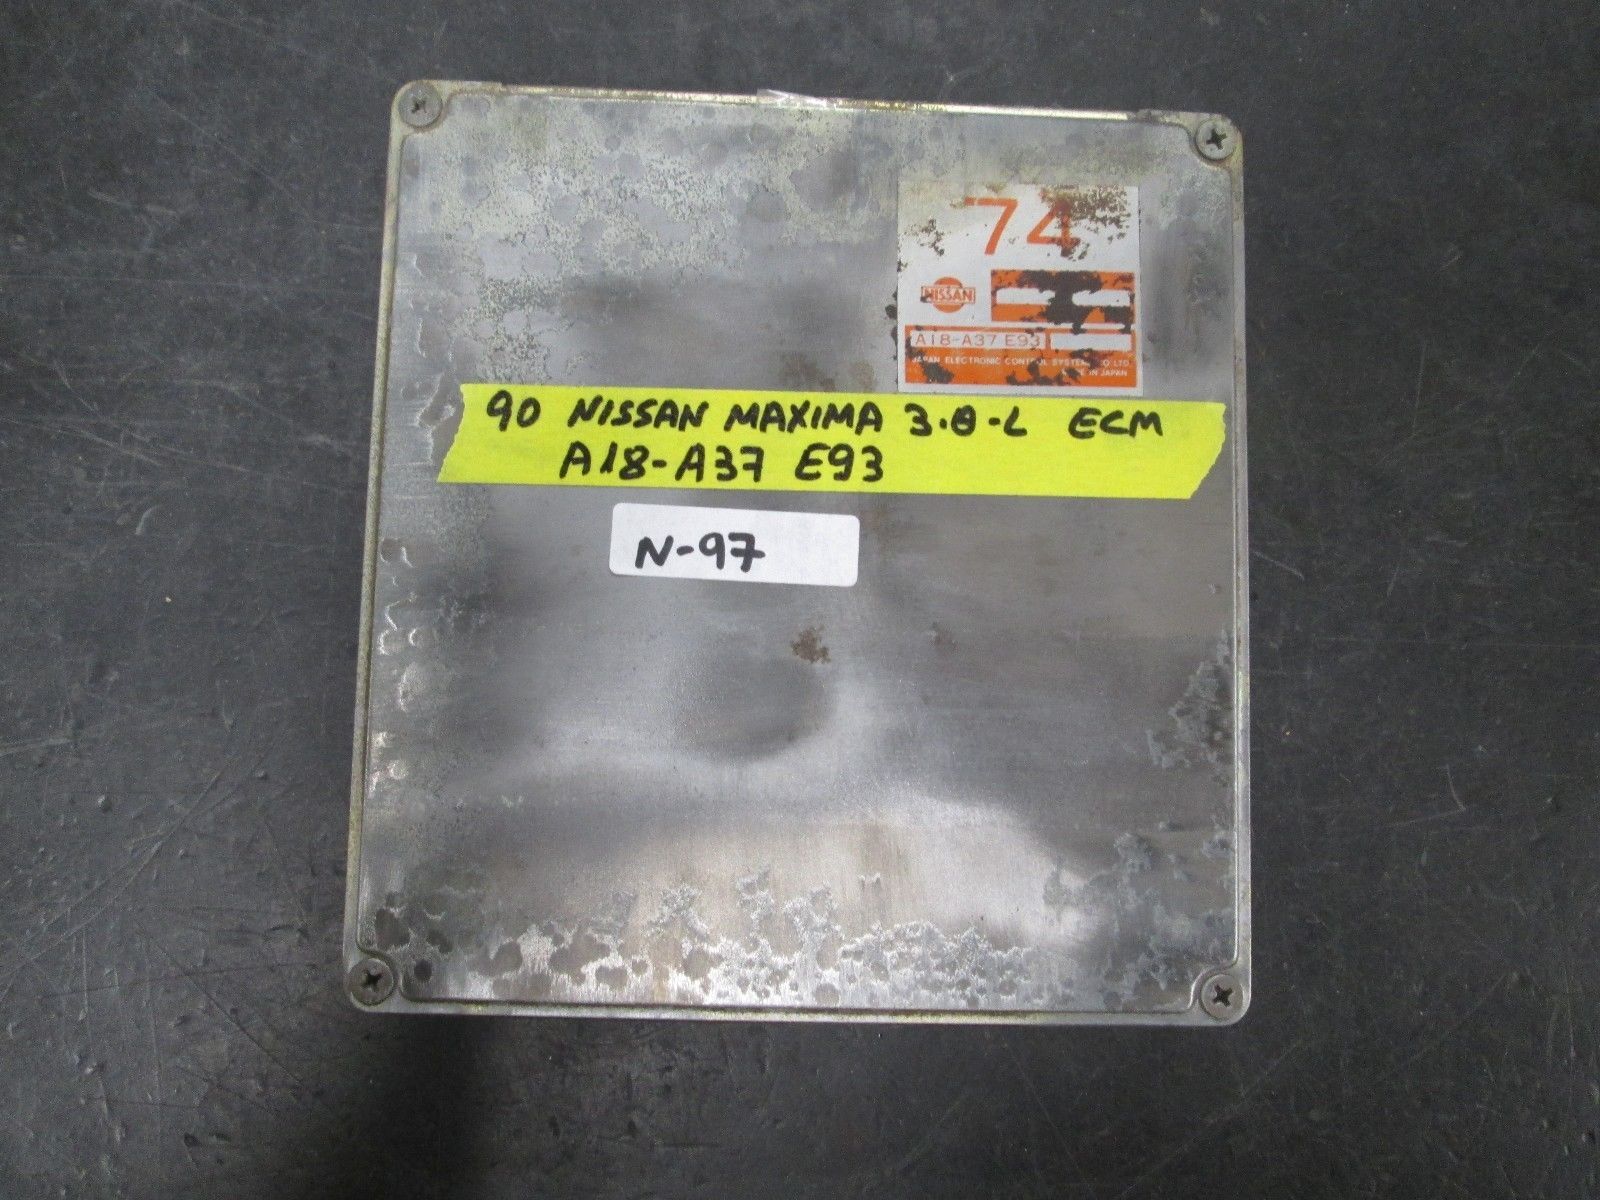 74
NISSAN
A18-A37 E93
JAPAN ELECTRONIC CONTROL SYSTEMS CO LTD
IN JAPAN
90 NISSAN MAXIMA 3.0-L ECM
A18-A37 E93
N-97